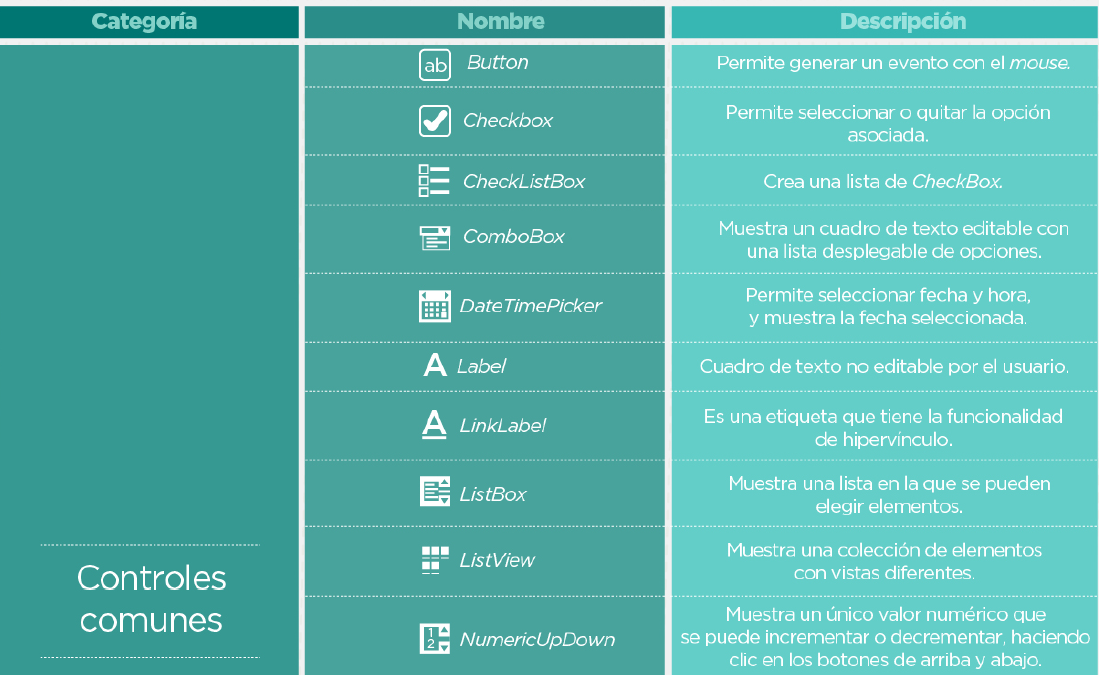 Categoría
Nombre
Descripción
Controles
comunes
ab Button
Permite generar un evento con el mouse.
Checkbox
Permite seleccionar o quitar la opción
asociada.
CheckListBox
Crea una lista de CheckBox.
ComboBox
Muestra un cuadro de texto editable con
una lista desplegable de opciones.
DateTimePicker
Permite seleccionar fecha y hora,
y muestra la fecha seleccionada.
A Label
Cuadro de texto no editable por el usuario.
A LinkLabel
Es una etiqueta que tiene la funcionalidad
de hipervínculo.
ListBox
Muestra una lista en la que se pueden
elegir elementos.
ListView
Muestra una colección de elementos
con vistas diferentes.
1
2
NumericUpDown
Muestra un único valor numérico que
se puede incrementar o decrementar, haciendo
clic en los botones de arriba y abajo.